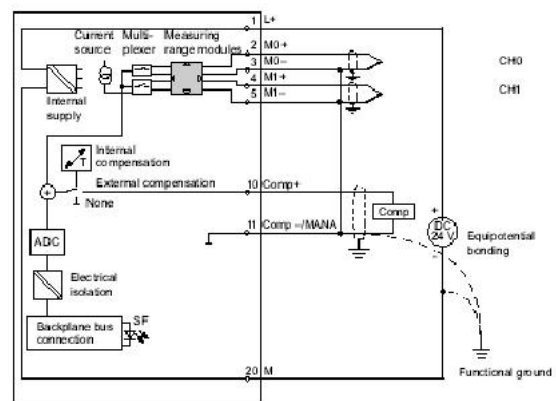 1 L+
Current source
Multi-plexer
Measuring range modules
2 M0+
3 M0–
4 M1+
5 M1–
CH0
CH1
Internal supply
Internal compensation
T
+
External compensation
None
10 Comp+
Comp
11 Comp –/MANA
+
DC
24 V
-
Equipotential bonding
ADC
Electrical isolation
Backplane bus connection
SF
20 M
Functional ground